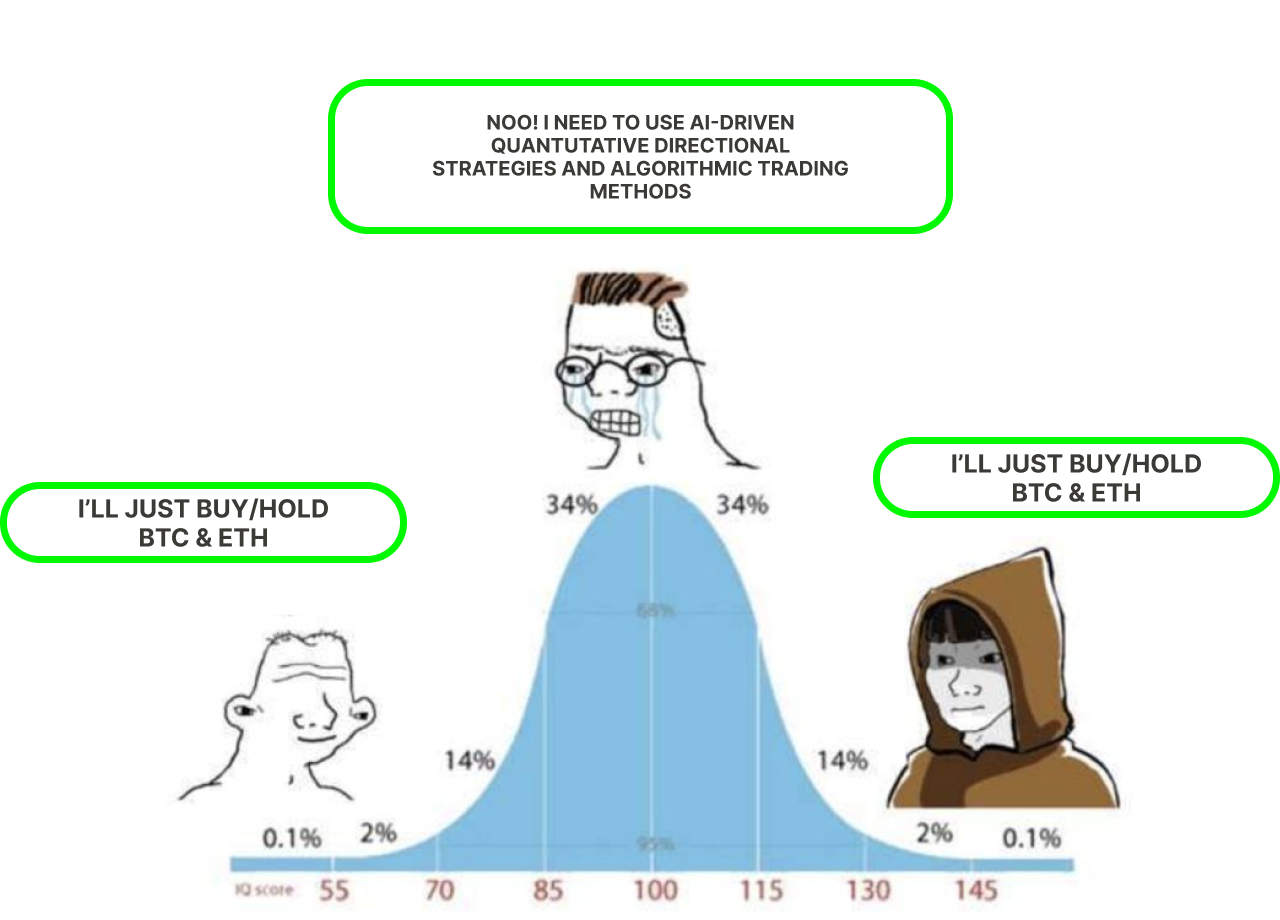 NOO! I NEED TO USE AI-DRIVEN
QUANTUTATIVE DIRECTIONAL
STRATEGIES AND ALGORITHMIC TRADING
METHODS
I'LL JUST BUY/HOLD
BTC & ETH
I'LL JUST BUY/HOLD
BTC & ETH
34% 34%
68%
14% 14%
0.1% 2% 95% 2% 0.1%
IQ score 55 70 85 100 115 130 145